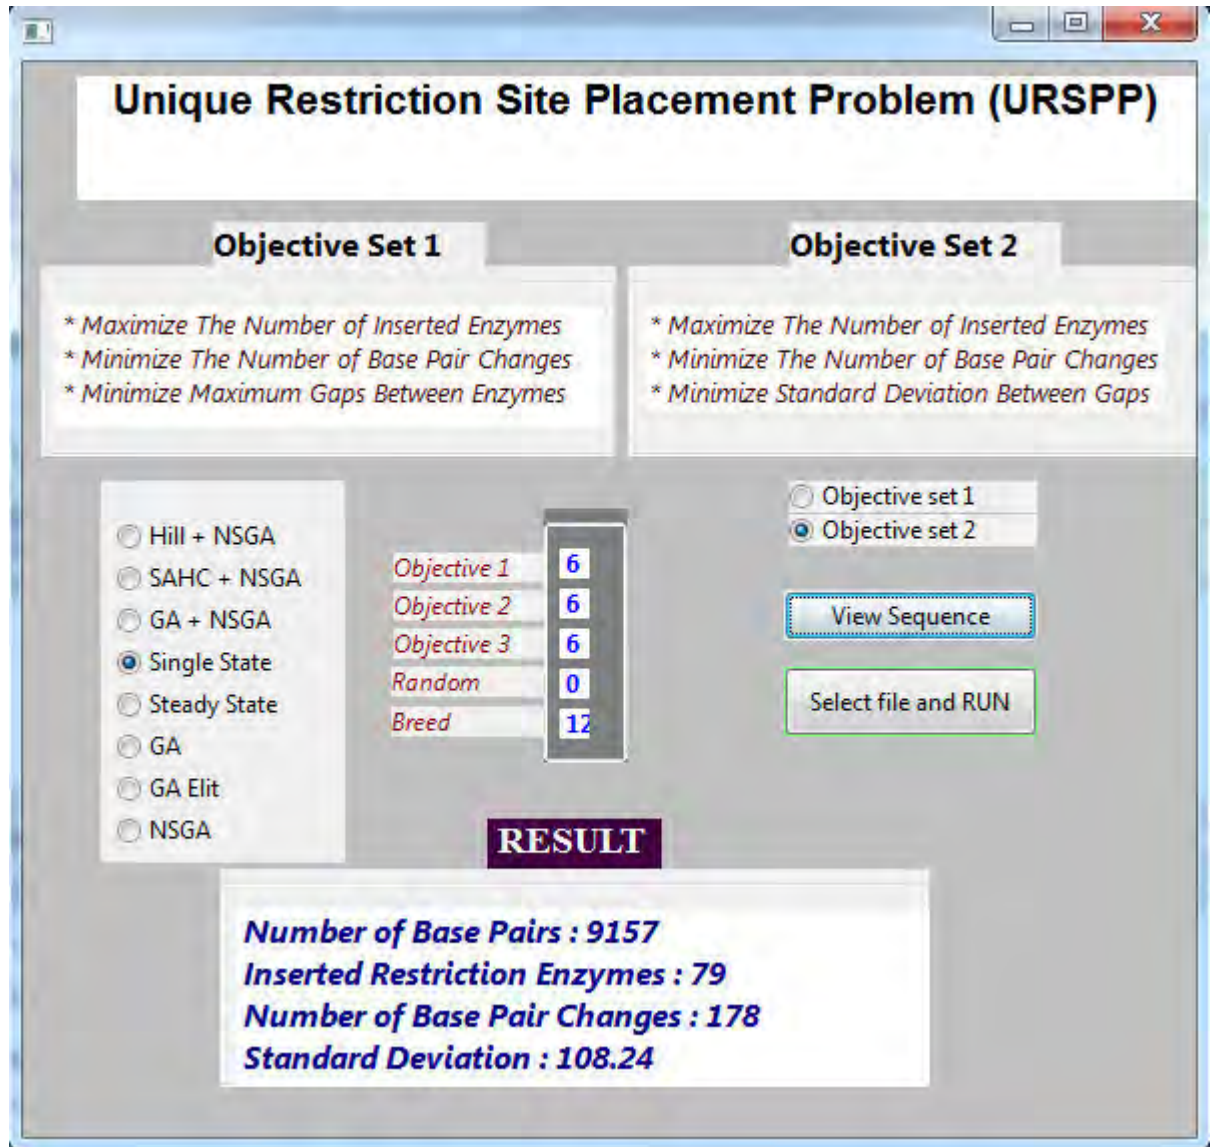 Unique Restriction Site Placement Problem (URSPP)
Objective Set 1
* Maximize The Number of Inserted Enzymes
* Minimize The Number of Base Pair Changes
* Minimize Maximum Gaps Between Enzymes
Objective Set 2
* Maximize The Number of Inserted Enzymes
* Minimize The Number of Base Pair Changes
* Minimize Standard Deviation Between Gaps
Hill + NSGA
SAHC + NSGA
GA + NSGA
Single State
Steady State
GA
GA Elit
NSGA
Objective 1 6
Objective 2 6
Objective 3 6
Random 0
Breed 12
Objective set 1
Objective set 2
View Sequence
Select file and RUN
RESULT
Number of Base Pairs : 9157
Inserted Restriction Enzymes : 79
Number of Base Pair Changes : 178
Standard Deviation : 108.24